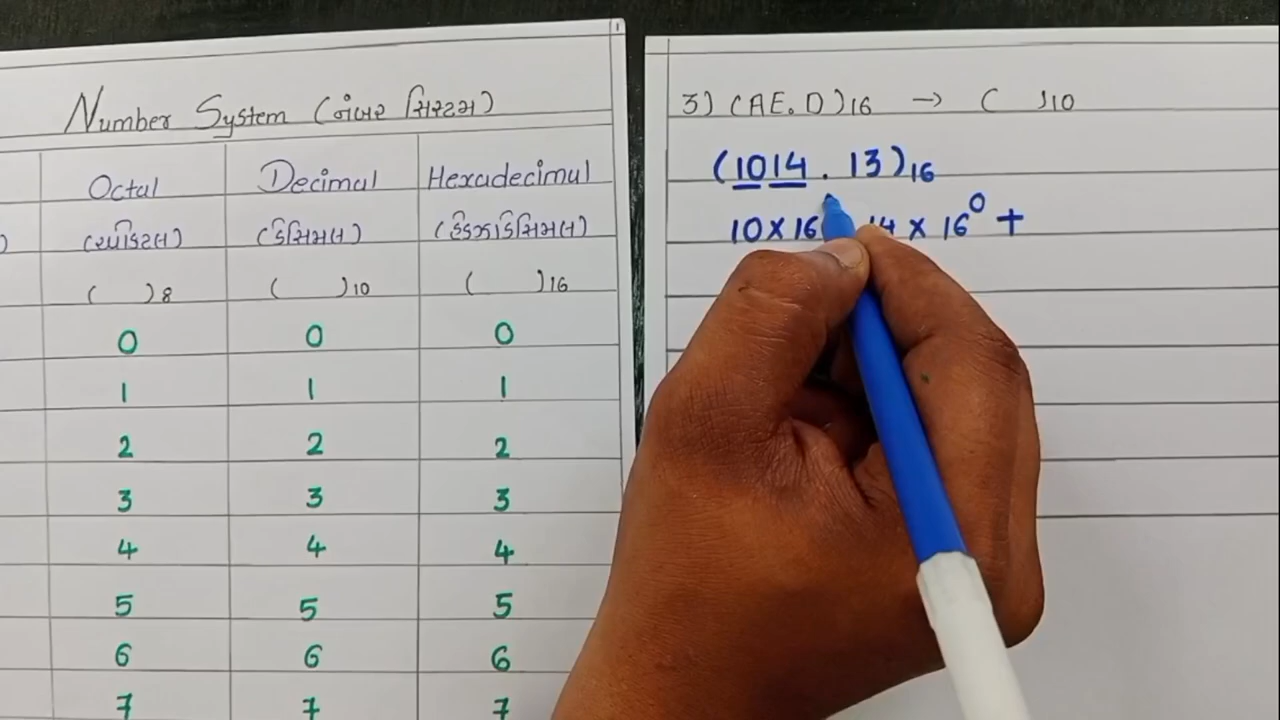 Number System (નંબર સિસ્ટમ)
Octal Decimal Hexadecimal
(ઓક્ટિલ) (ડેસિમલ) (હેક્ઝાડેસિમલ)
( )8 ( )10 ( )16
0 0 0
1 1 1
2 2 2
3 3 3
4 4 4
5 5 5
6 6 6
7 7 7
3) (AE.D)16 → ( )10
(1014.13)16
10×16 14 × 16⁰ +